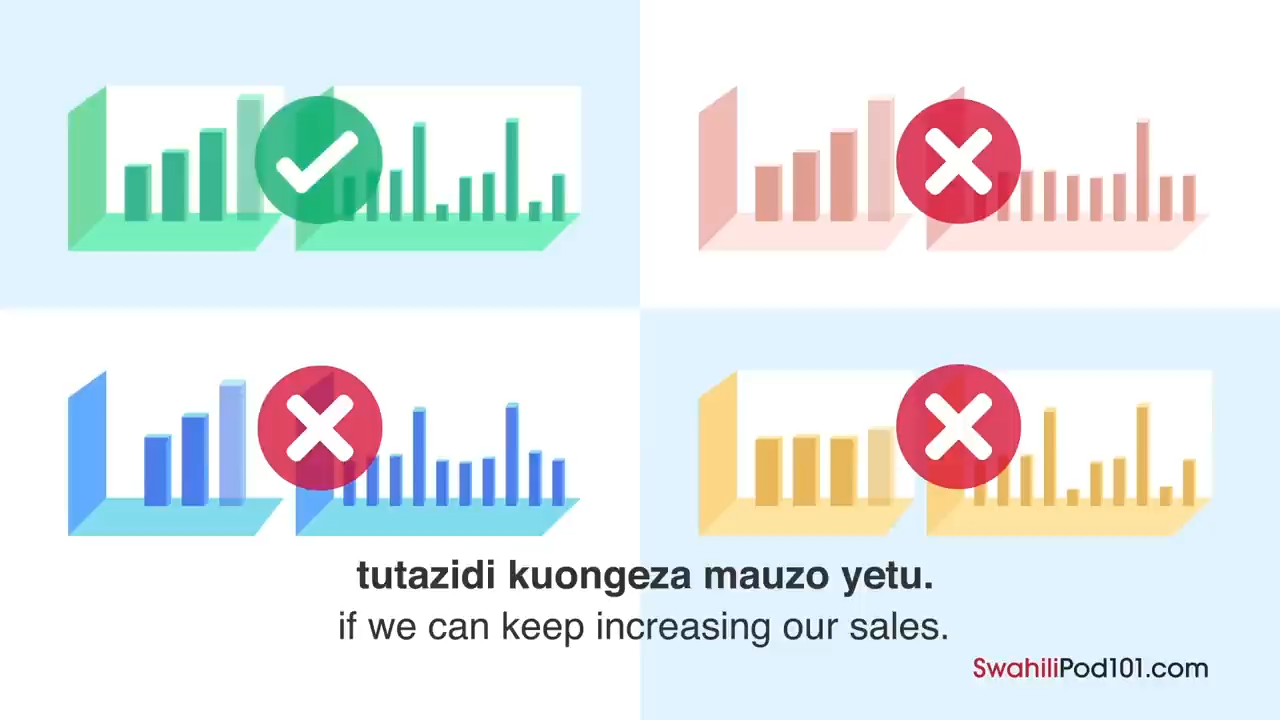 tutazidi kuongeza mauzo yetu.
if we can keep increasing our sales.
SwahiliPod101.com